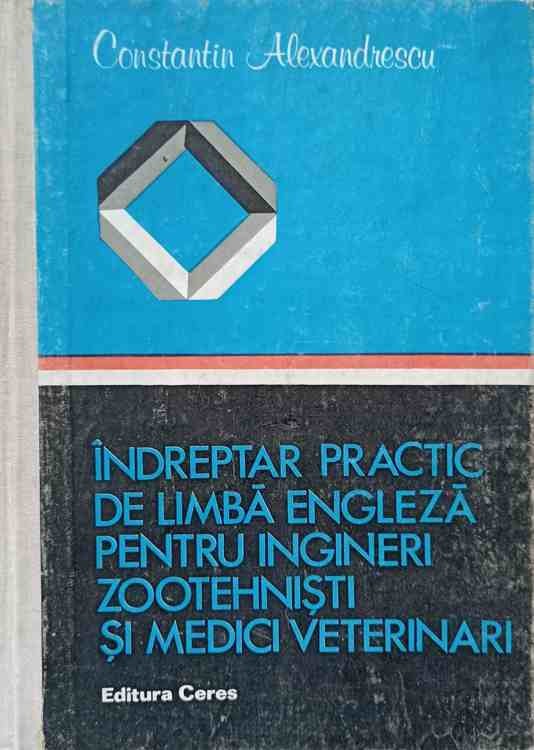 Constantin Alexandrescu
ÎNDREPTAR PRACTIC
DE LIMBĂ ENGLEZĂ
PENTRU INGINERI
ZOOTEHNIȘTI
ȘI MEDICI VETERINARI
Editura Ceres